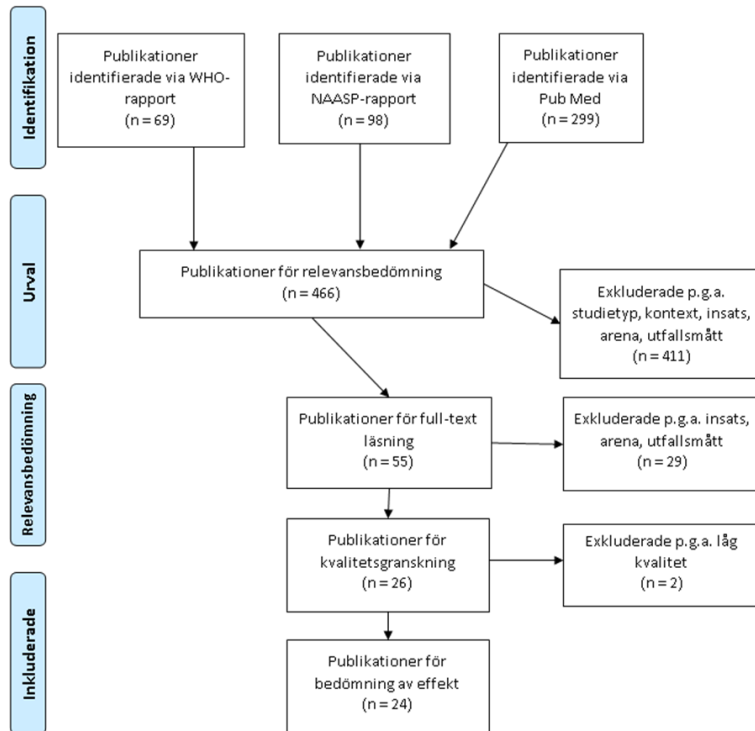 Identifikation
Publikationer
identifierade via WHO-
rapport
(n = 69)
Publikationer
identifierade via
NAASP-rapport
(n = 98)
Publikationer
identifierade via
Pub Med
(n = 299)
Urval
Publikationer för relevansbedömning
(n = 466)
Exkluderade p.g.a.
studietyp, kontext, insats,
arena, utfallsmått
(n = 411)
Relevansbedömning
Publikationer för full-text
läsning
(n = 55)
Exkluderade p.g.a. insats,
arena, utfallsmått
(n = 29)
Publikationer för
kvalitetsgranskning
(n = 26)
Exkluderade p.g.a. låg
kvalitet
(n = 2)
Inkluderade
Publikationer för
bedömning av effekt
(n = 24)